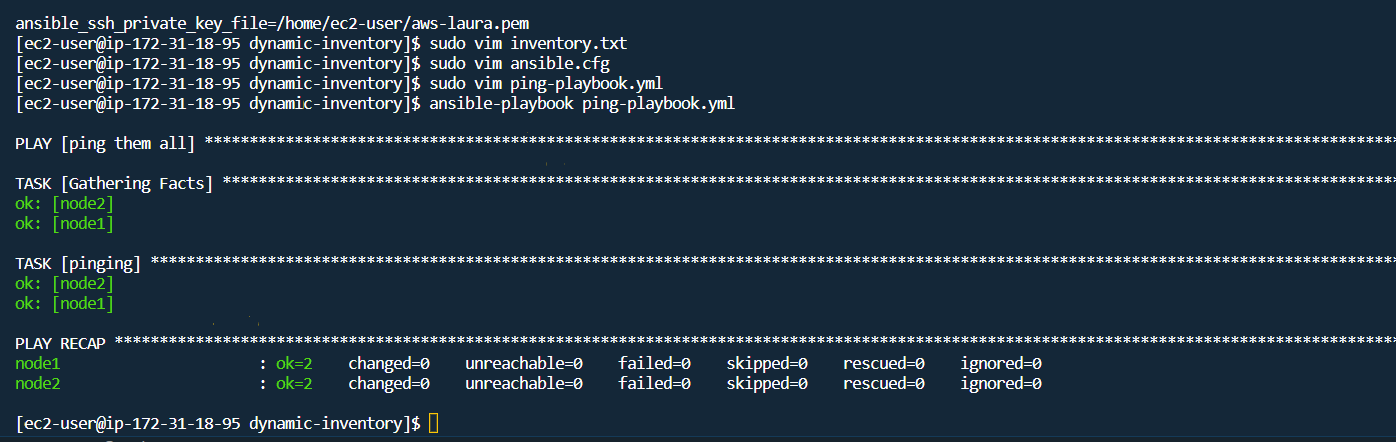 ansible_ssh_private_key_file=/home/ec2-user/aws-laura.pem
[ec2-user@ip-172-31-18-95 dynamic-inventory]$ sudo vim inventory.txt
[ec2-user@ip-172-31-18-95 dynamic-inventory]$ sudo vim ansible.cfg
[ec2-user@ip-172-31-18-95 dynamic-inventory]$ sudo vim ping-playbook.yml
[ec2-user@ip-172-31-18-95 dynamic-inventory]$ ansible-playbook ping-playbook.yml
PLAY [ping them all] ************************************************************************************************************************************
TASK [Gathering Facts] **********************************************************************************************************************************
ok: [node2]
ok: [node1]
TASK [pinging] ******************************************************************************************************************************************
ok: [node2]
ok: [node1]
PLAY RECAP **********************************************************************************************************************************************
node1                      : ok=2    changed=0    unreachable=0    failed=0    skipped=0    rescued=0    ignored=0
node2                      : ok=2    changed=0    unreachable=0    failed=0    skipped=0    rescued=0    ignored=0
[ec2-user@ip-172-31-18-95 dynamic-inventory]$